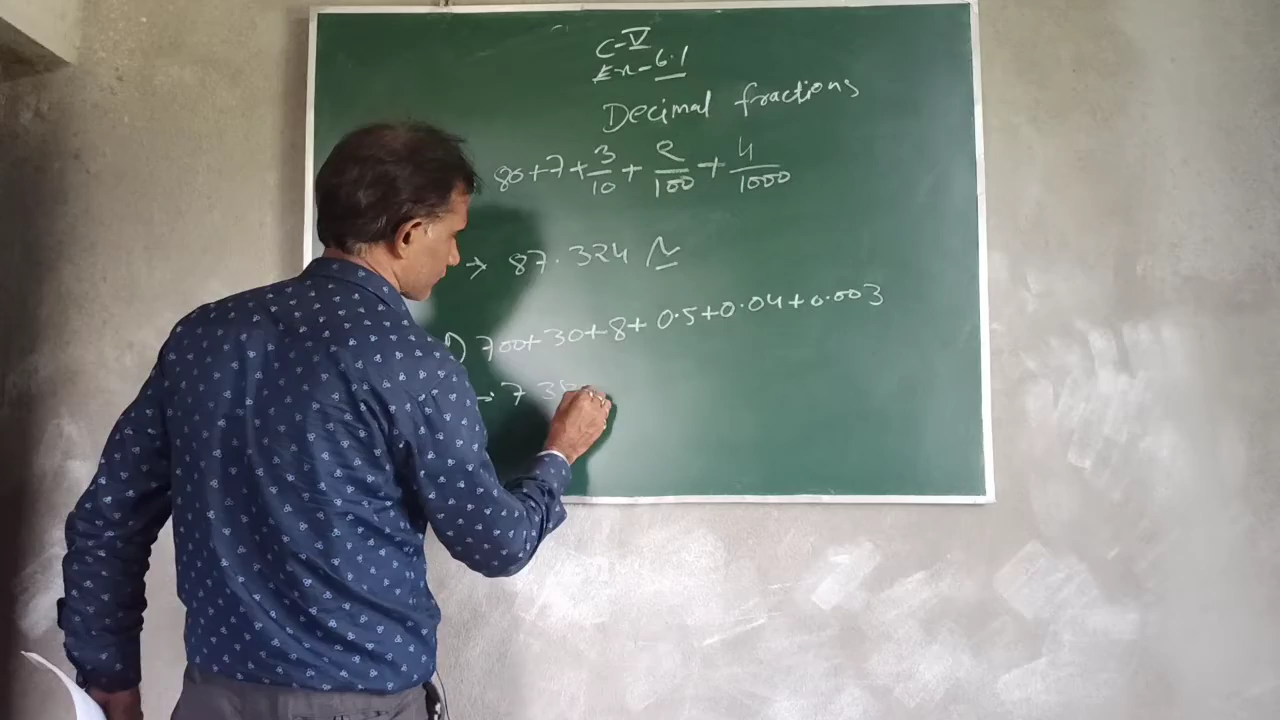 C-V
Ex-6.1
Decimal fractions
80+7+3/10+2/100+4/1000
→ 87.324
) 700+30+8+0.5+0.04+0.003
→ 738